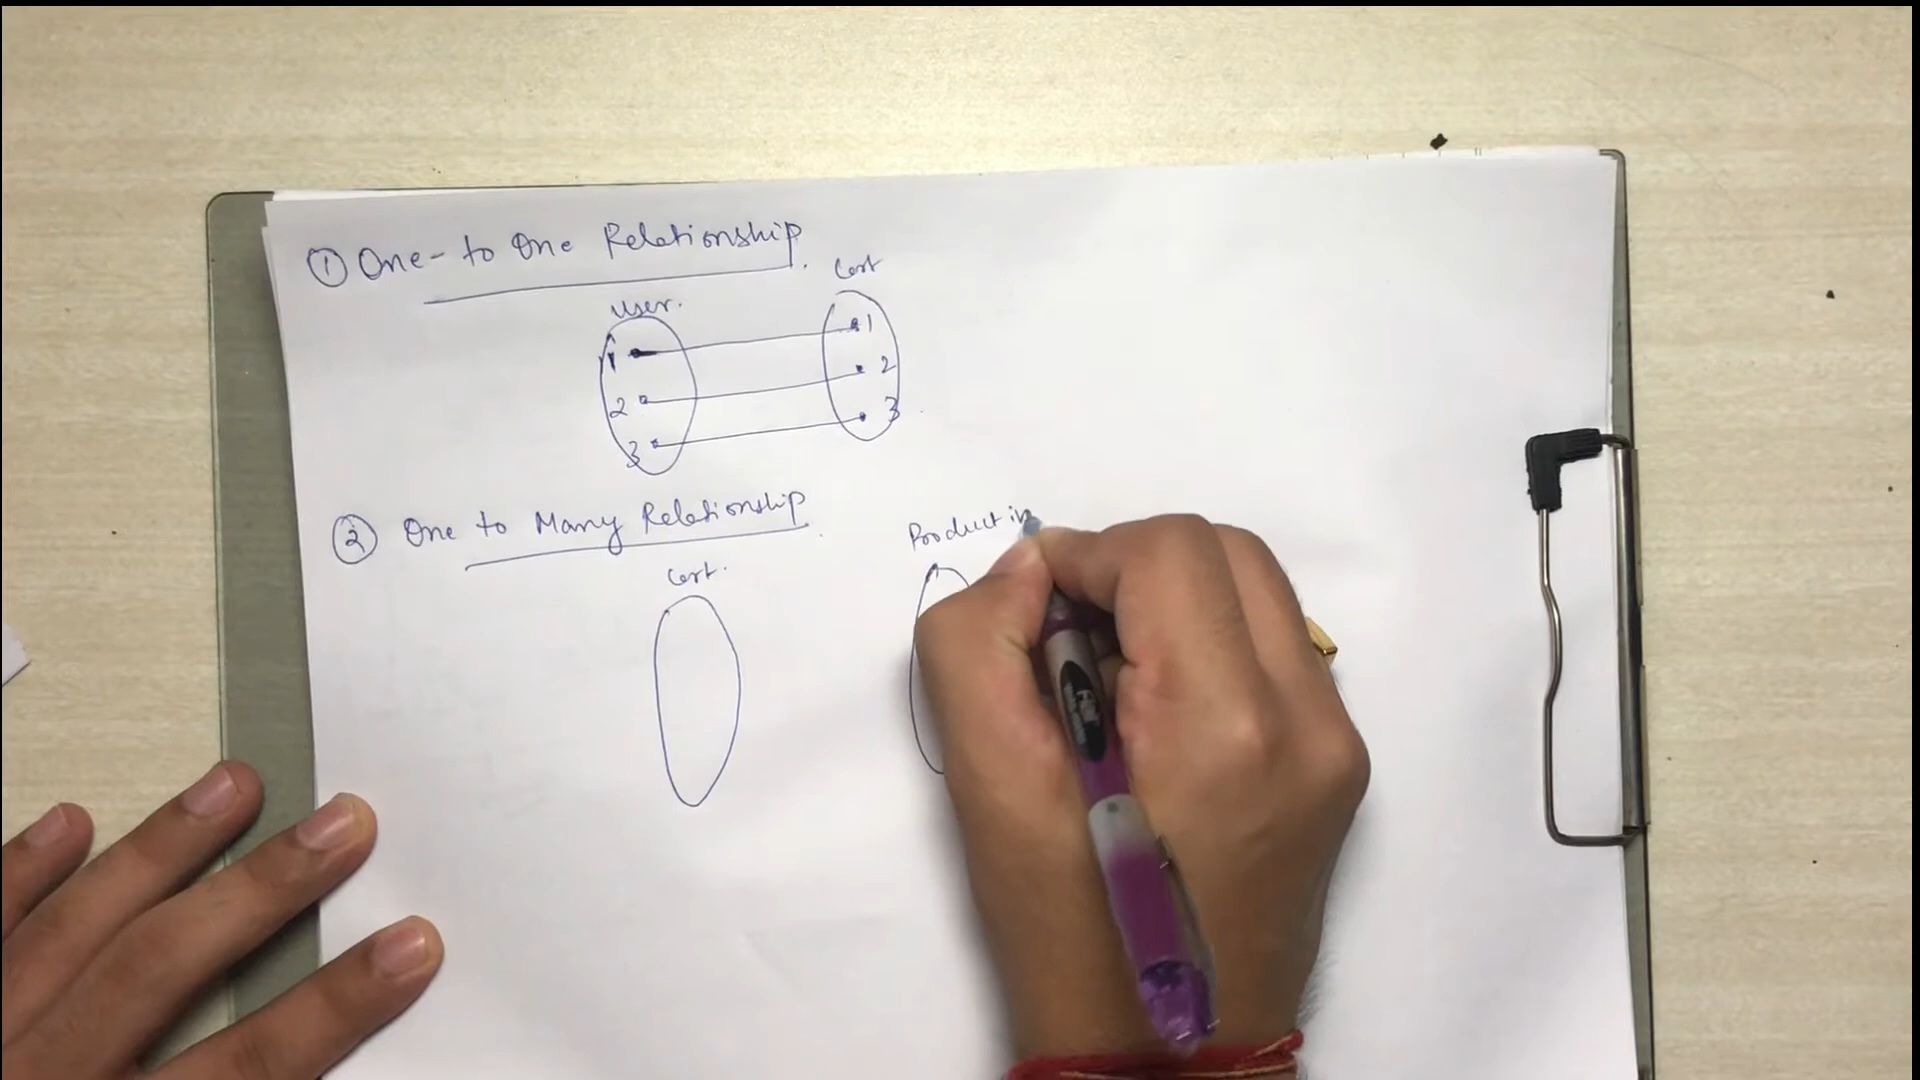 ① One-to One Relationship.
User.
Cart
1
2
3
1
2
3
② One to Many Relationship.
Cart.
Product in